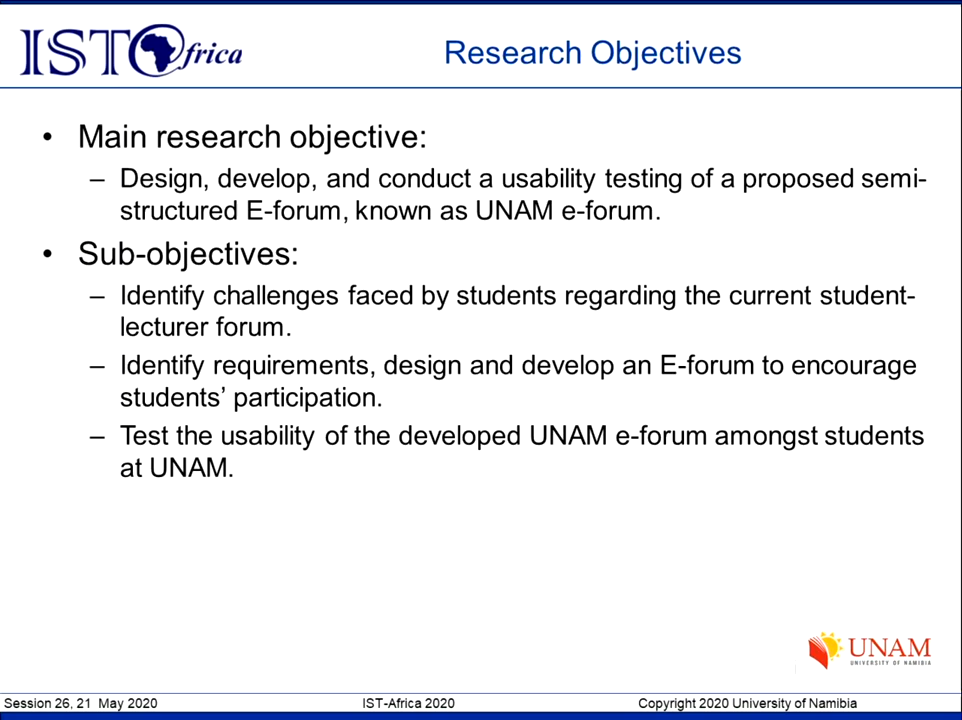 IST Africa
Research Objectives
• Main research objective:
– Design, develop, and conduct a usability testing of a proposed semi-
structured E-forum, known as UNAM e-forum.
• Sub-objectives:
– Identify challenges faced by students regarding the current student-
lecturer forum.
– Identify requirements, design and develop an E-forum to encourage
students’ participation.
– Test the usability of the developed UNAM e-forum amongst students
at UNAM.
UNAM
UNIVERSITY OF NAMIBIA
Session 26, 21 May 2020 IST-Africa 2020 Copyright 2020 University of Namibia